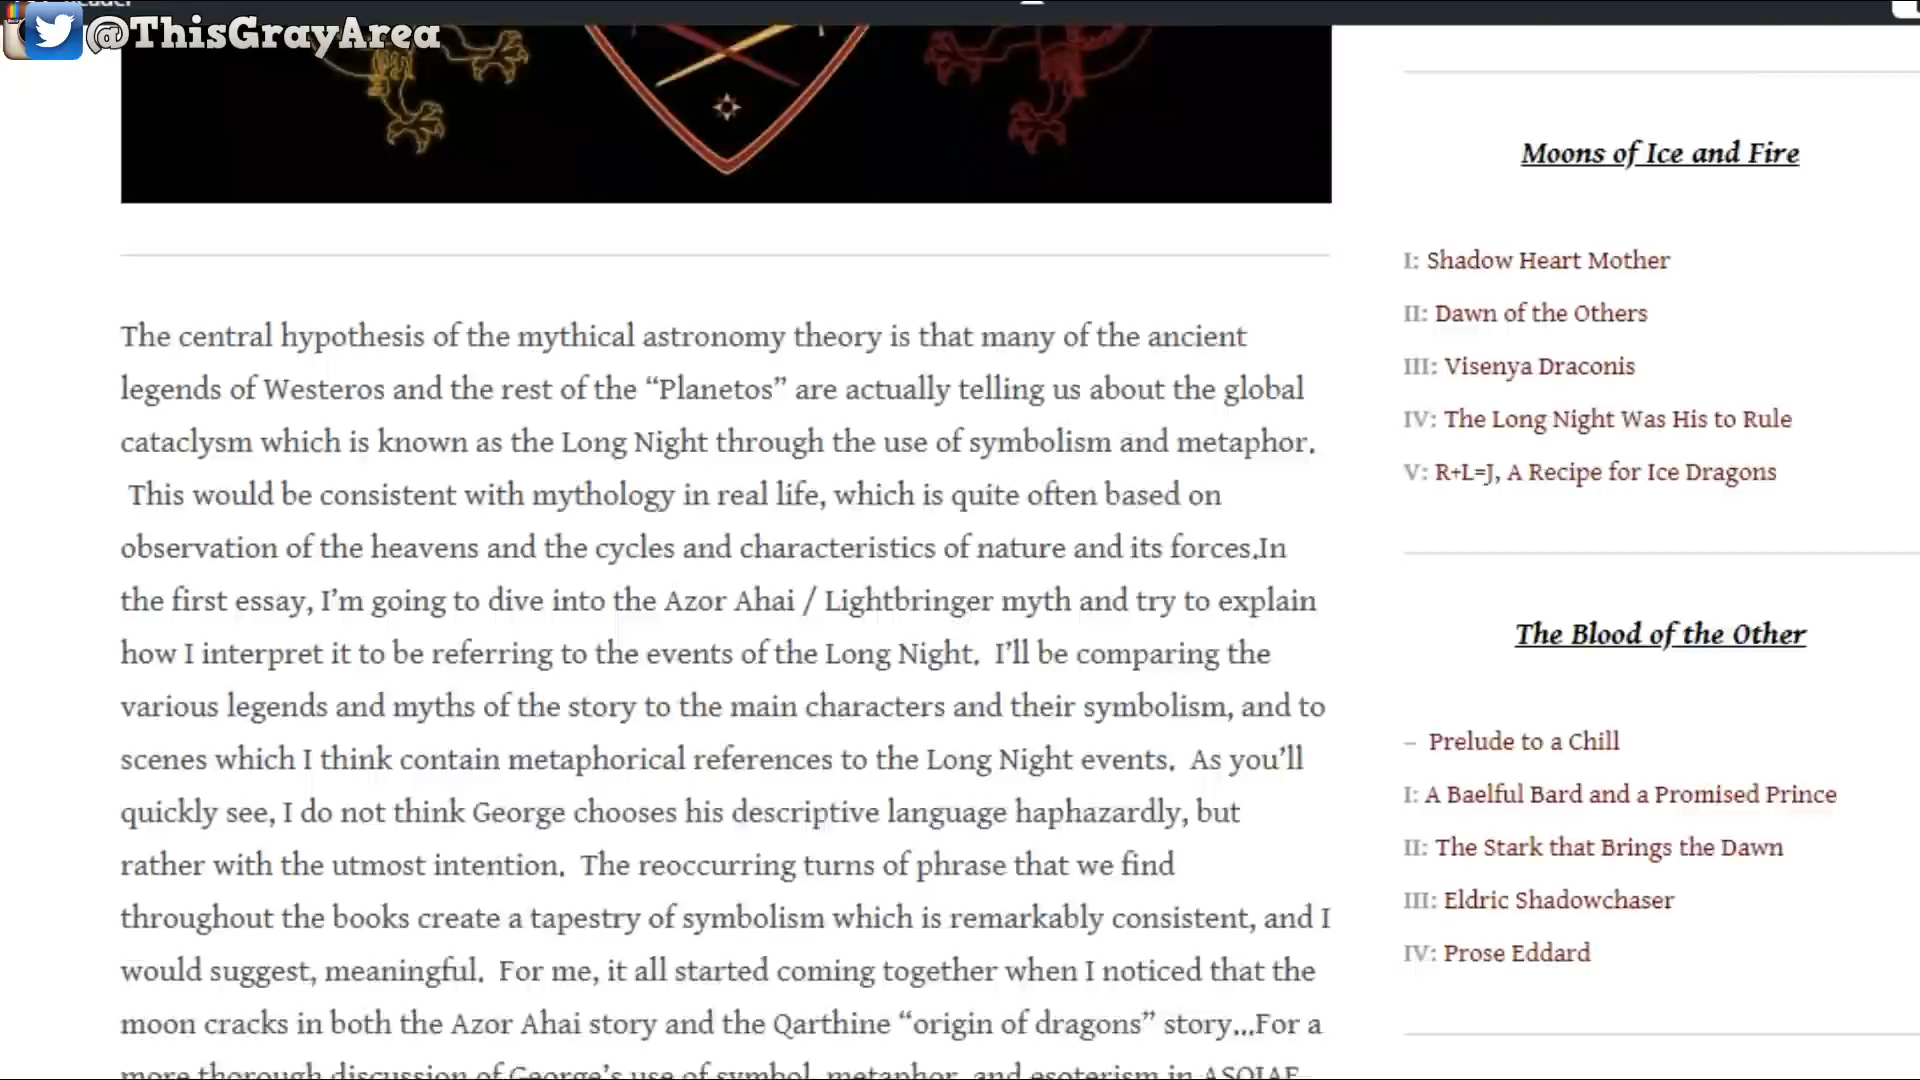 @ThisGrayArea
The central hypothesis of the mythical astronomy theory is that many of the ancient
legends of Westeros and the rest of the “Planetos” are actually telling us about the global
cataclysm which is known as the Long Night through the use of symbolism and metaphor.
This would be consistent with mythology in real life, which is quite often based on
observation of the heavens and the cycles and characteristics of nature and its forces.In
the first essay, I’m going to dive into the Azor Ahai / Lightbringer myth and try to explain
how I interpret it to be referring to the events of the Long Night.  I’ll be comparing the
various legends and myths of the story to the main characters and their symbolism, and to
scenes which I think contain metaphorical references to the Long Night events.  As you’ll
quickly see, I do not think George chooses his descriptive language haphazardly, but
rather with the utmost intention.  The reoccurring turns of phrase that we find
throughout the books create a tapestry of symbolism which is remarkably consistent, and I
would suggest, meaningful.  For me, it all started coming together when I noticed that the
moon cracks in both the Azor Ahai story and the Qarthine “origin of dragons” story...For a
more thorough discussion of George’s use of symbol, metaphor, and esoterism in ASOIAF
Moons of Ice and Fire
I: Shadow Heart Mother
II: Dawn of the Others
III: Visenya Draconis
IV: The Long Night Was His to Rule
V: R+L=J, A Recipe for Ice Dragons
The Blood of the Other
– Prelude to a Chill
I: A Baelful Bard and a Promised Prince
II: The Stark that Brings the Dawn
III: Eldric Shadowchaser
IV: Prose Eddard